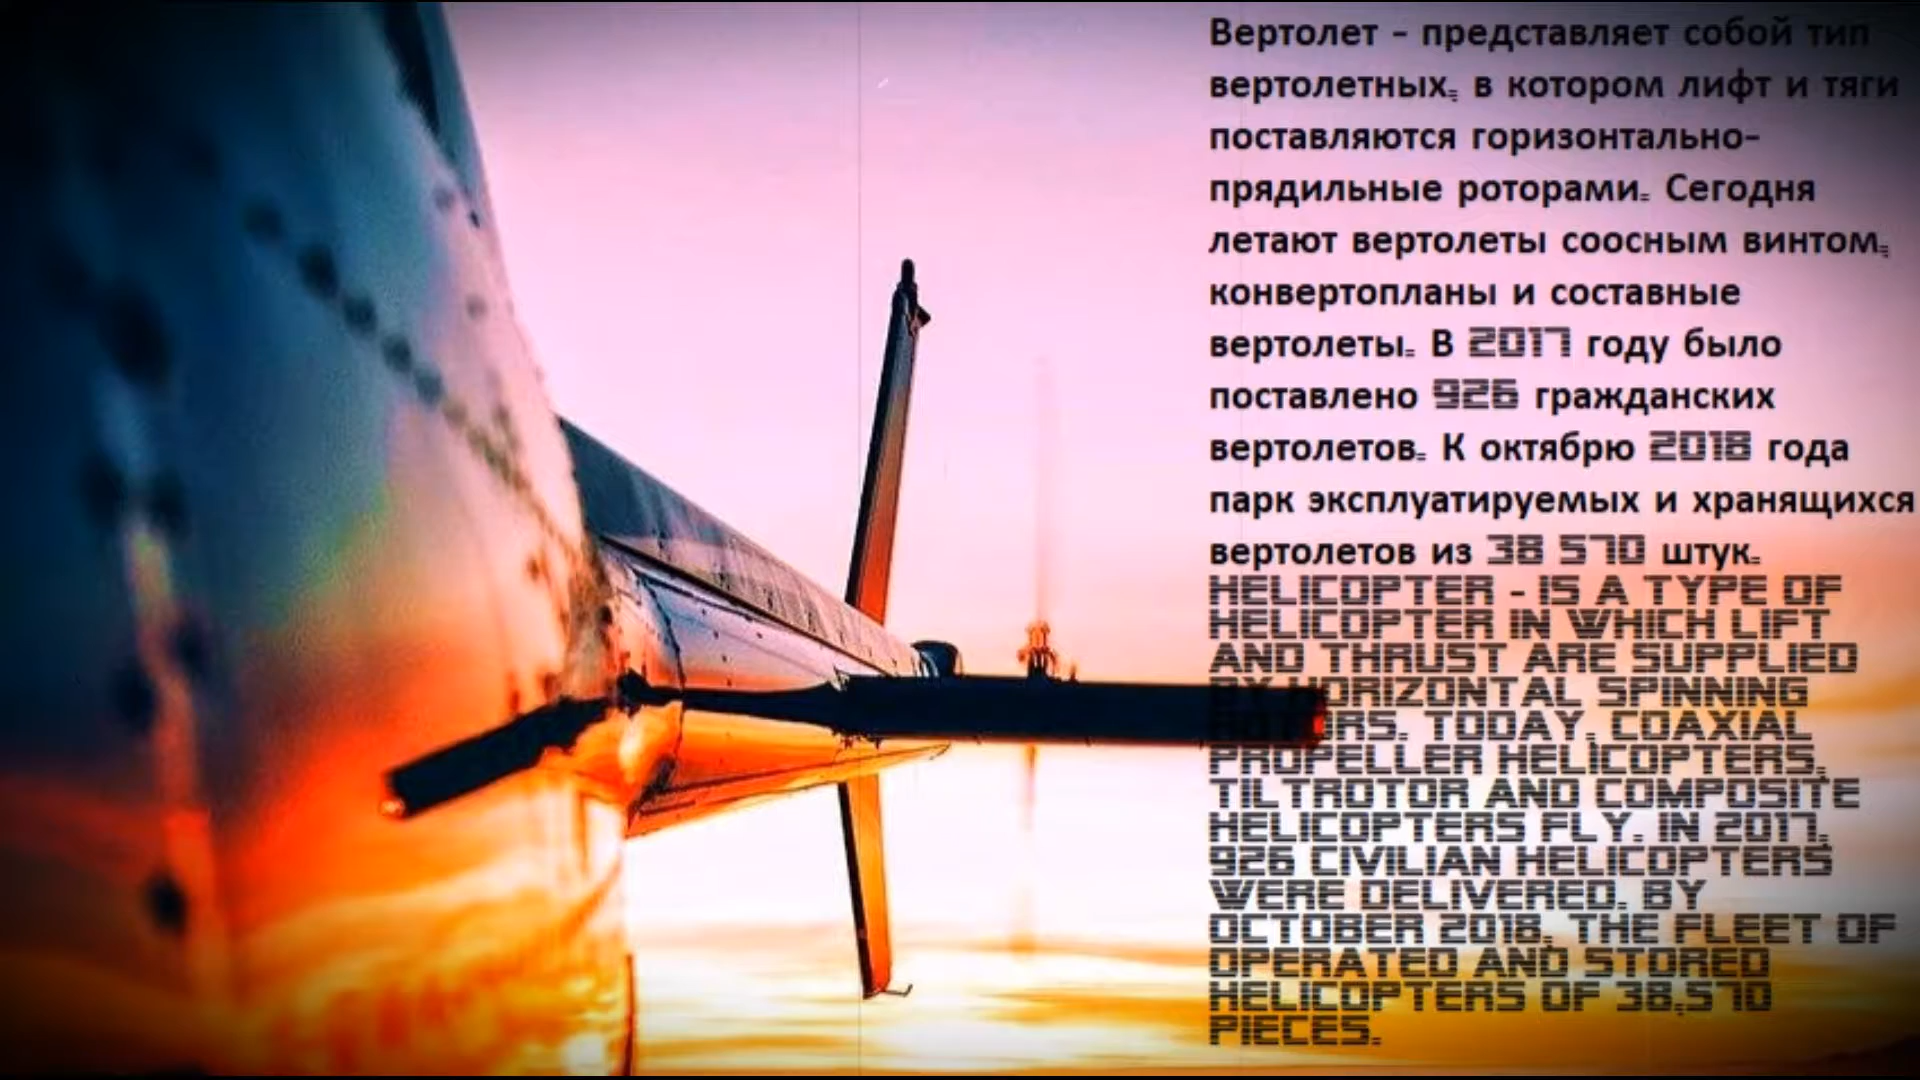 Вертолет - представляет собой тип
вертолетных, в котором лифт и тяги
поставляются горизонтально-
прядильные роторами. Сегодня
летают вертолеты соосным винтом,
конвертопланы и составные
вертолеты. В 2017 году было
поставлено 926 гражданских
вертолетов. К октябрю 2018 года
парк эксплуатируемых и хранящихся
вертолетов из 38 570 штук.
HELICOPTER - IS A TYPE OF
HELICOPTER IN WHICH LIFT
AND THRUST ARE SUPPLIED
BY HORIZONTAL SPINNING
ROTORS. TODAY, COAXIAL
PROPELLER HELICOPTERS,
TILTROTOR AND COMPOSITE
HELICOPTERS FLY. IN 2017,
926 CIVILIAN HELICOPTERS
WERE DELIVERED. BY
OCTOBER 2018, THE FLEET OF
OPERATED AND STORED
HELICOPTERS OF 38,570
PIECES.